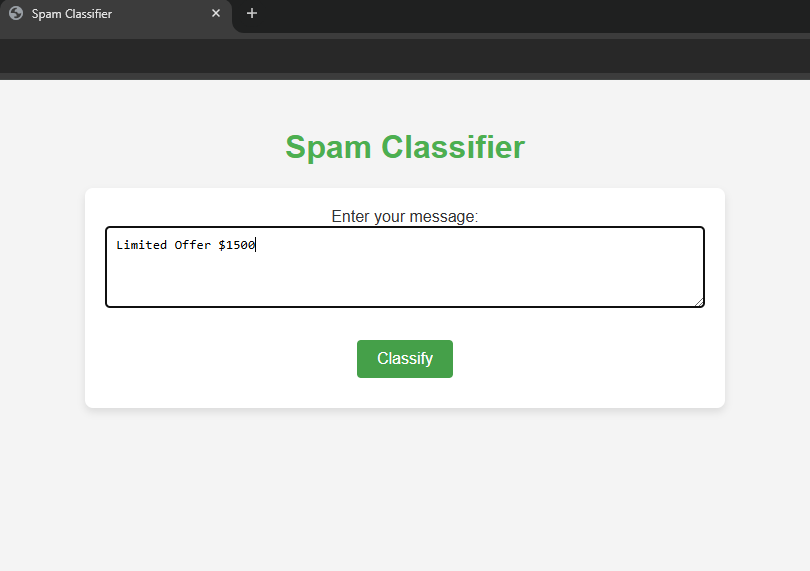 Spam Classifier
Spam Classifier
Enter your message:
Limited Offer $1500
Classify